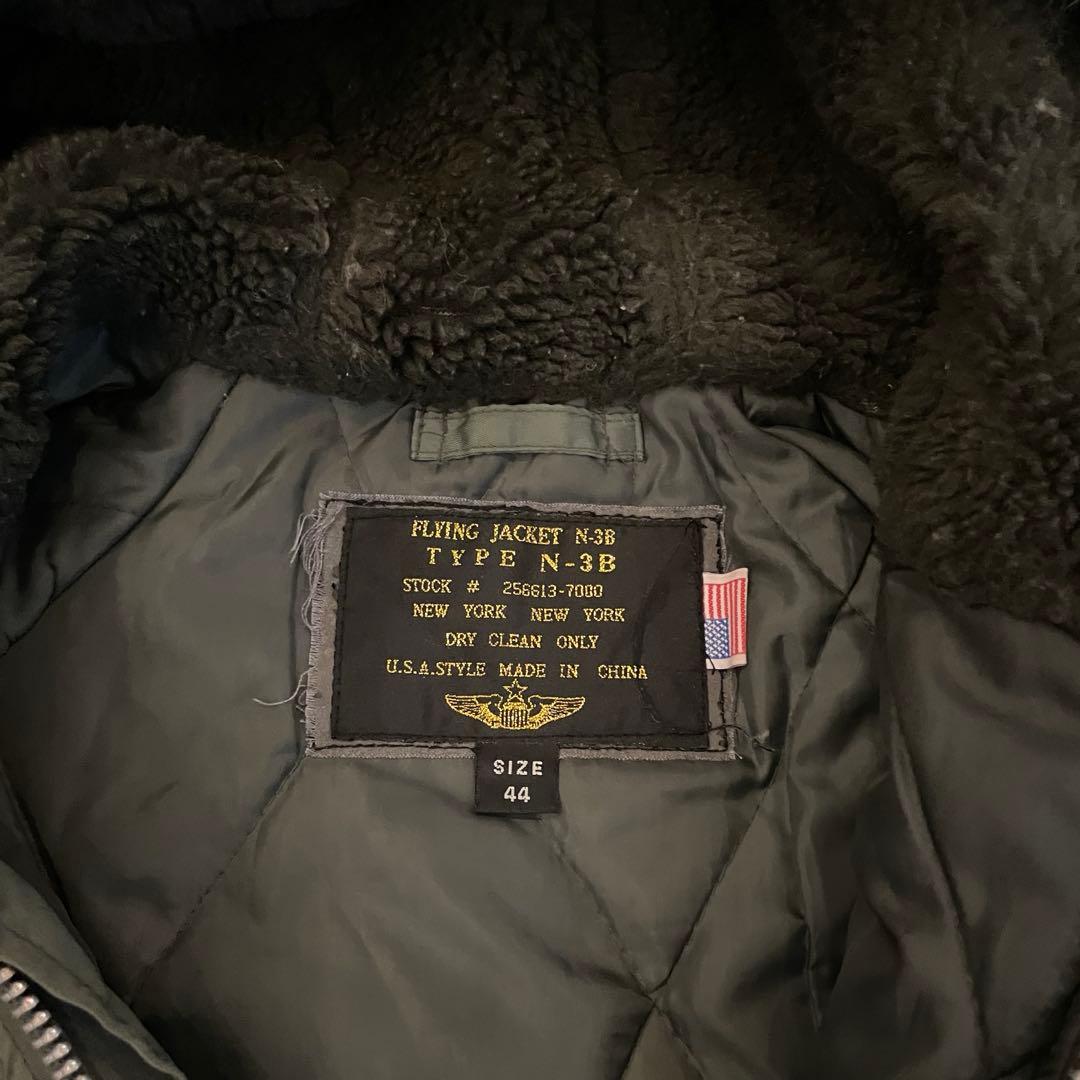 FLYING JACKET N-3B
TYPE N-3B
STOCK # 256613-7080
NEW YORK NEW YORK
DRY CLEAN ONLY
U.S.A.STYLE MADE IN CHINA
SIZE
44